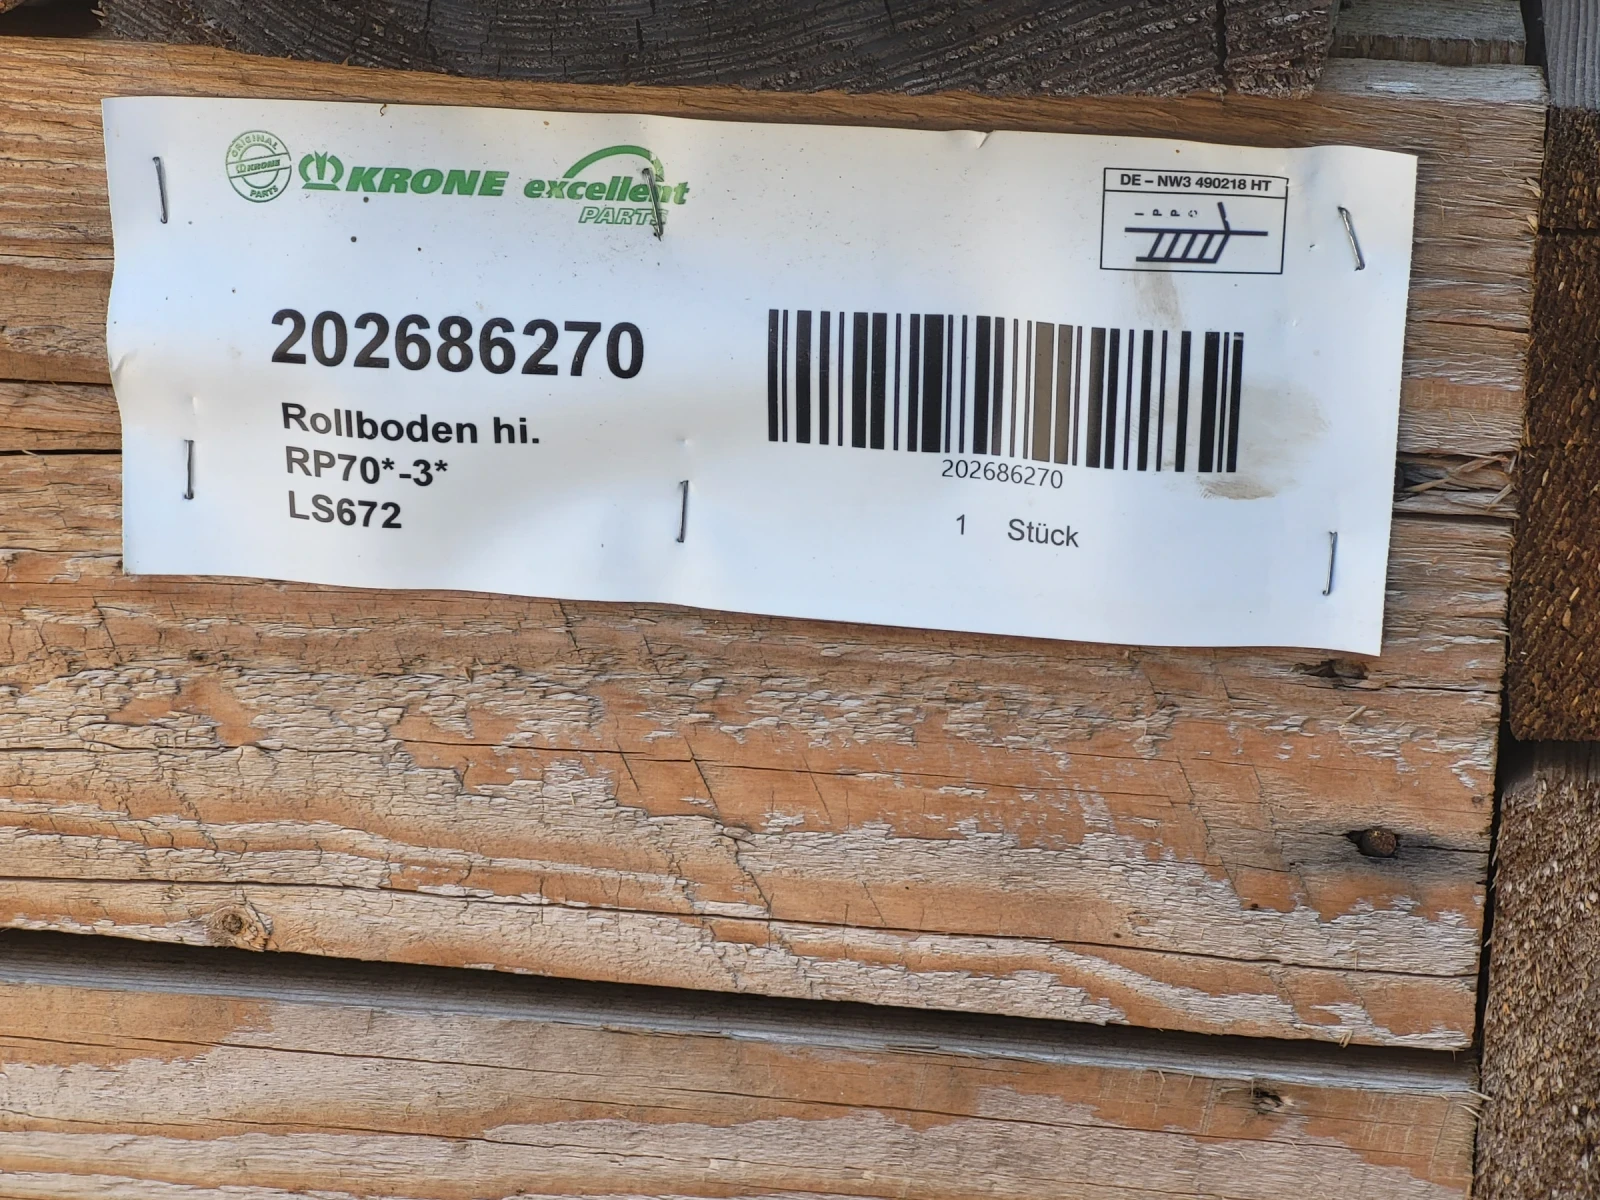 ORIGINAL
KRONE
PARTS
KRONE
excellent
PARTS
DE – NW3 490218 HT
IPPC
202686270
Rollboden hi.
RP70*-3*
LS672
202686270
1 Stück